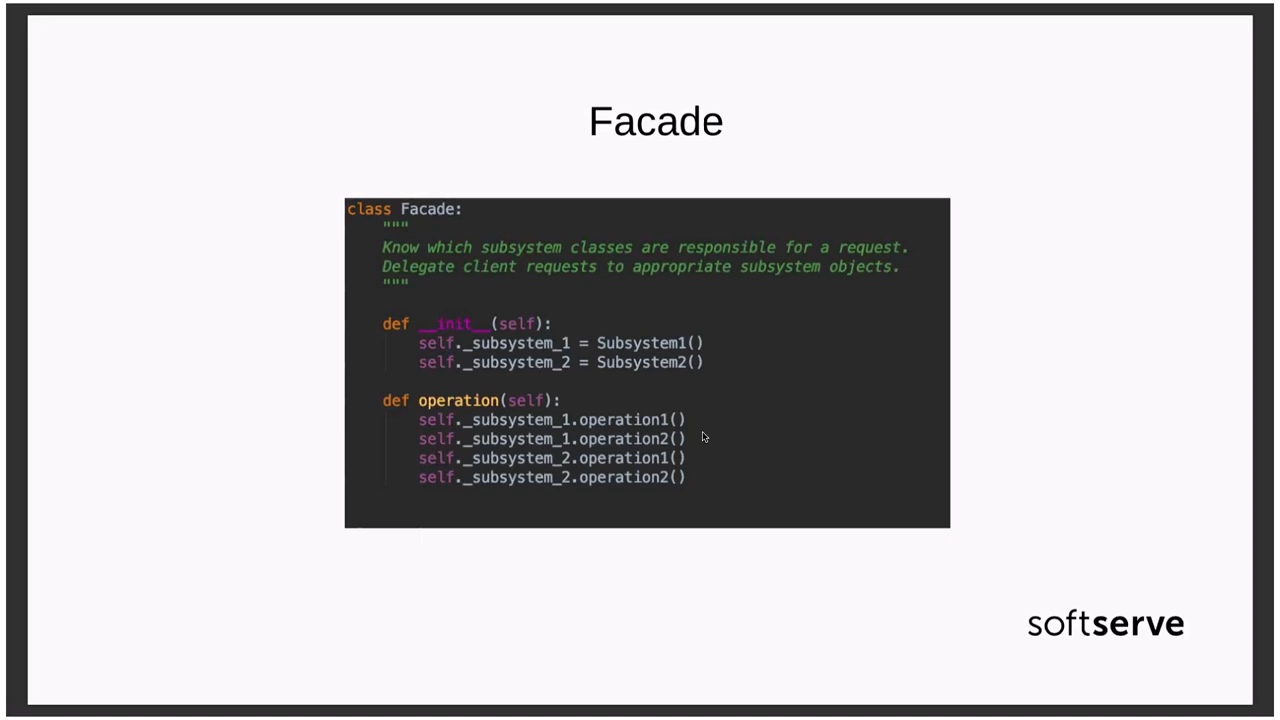 Facade
class Facade:
    """
    Know which subsystem classes are responsible for a request.
    Delegate client requests to appropriate subsystem objects.
    """
    def __init__(self):
        self._subsystem_1 = Subsystem1()
        self._subsystem_2 = Subsystem2()
    def operation(self):
        self._subsystem_1.operation1()
        self._subsystem_1.operation2()
        self._subsystem_2.operation1()
        self._subsystem_2.operation2()
softserve